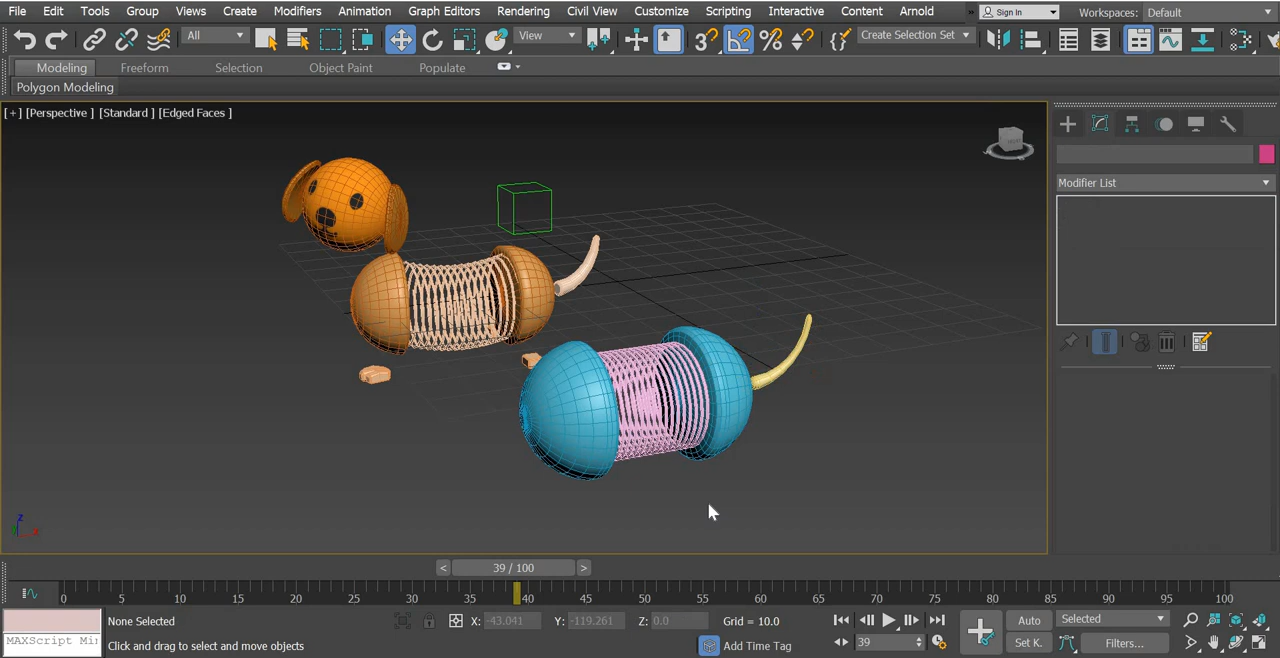 File Edit Tools Group Views Create Modifiers Animation Graph Editors Rendering Civil View Customize Scripting Interactive Content Arnold » Sign In Workspaces: Default
All View 3 Create Selection Set
Modeling Freeform Selection Object Paint Populate
Polygon Modeling
[+] [Perspective ] [Standard ] [Edged Faces ]
Modifier List
z
x
< 39 / 100 >
0 5 10 15 20 25 30 35 40 45 50 55 60 65 70 75 80 85 90 95 100
None Selected X: -43.041 Y: -119.261 Z: 0.0 Grid = 10.0 Auto Selected
MAXScript Min Click and drag to select and move objects Add Time Tag 39 Set K. Filters...